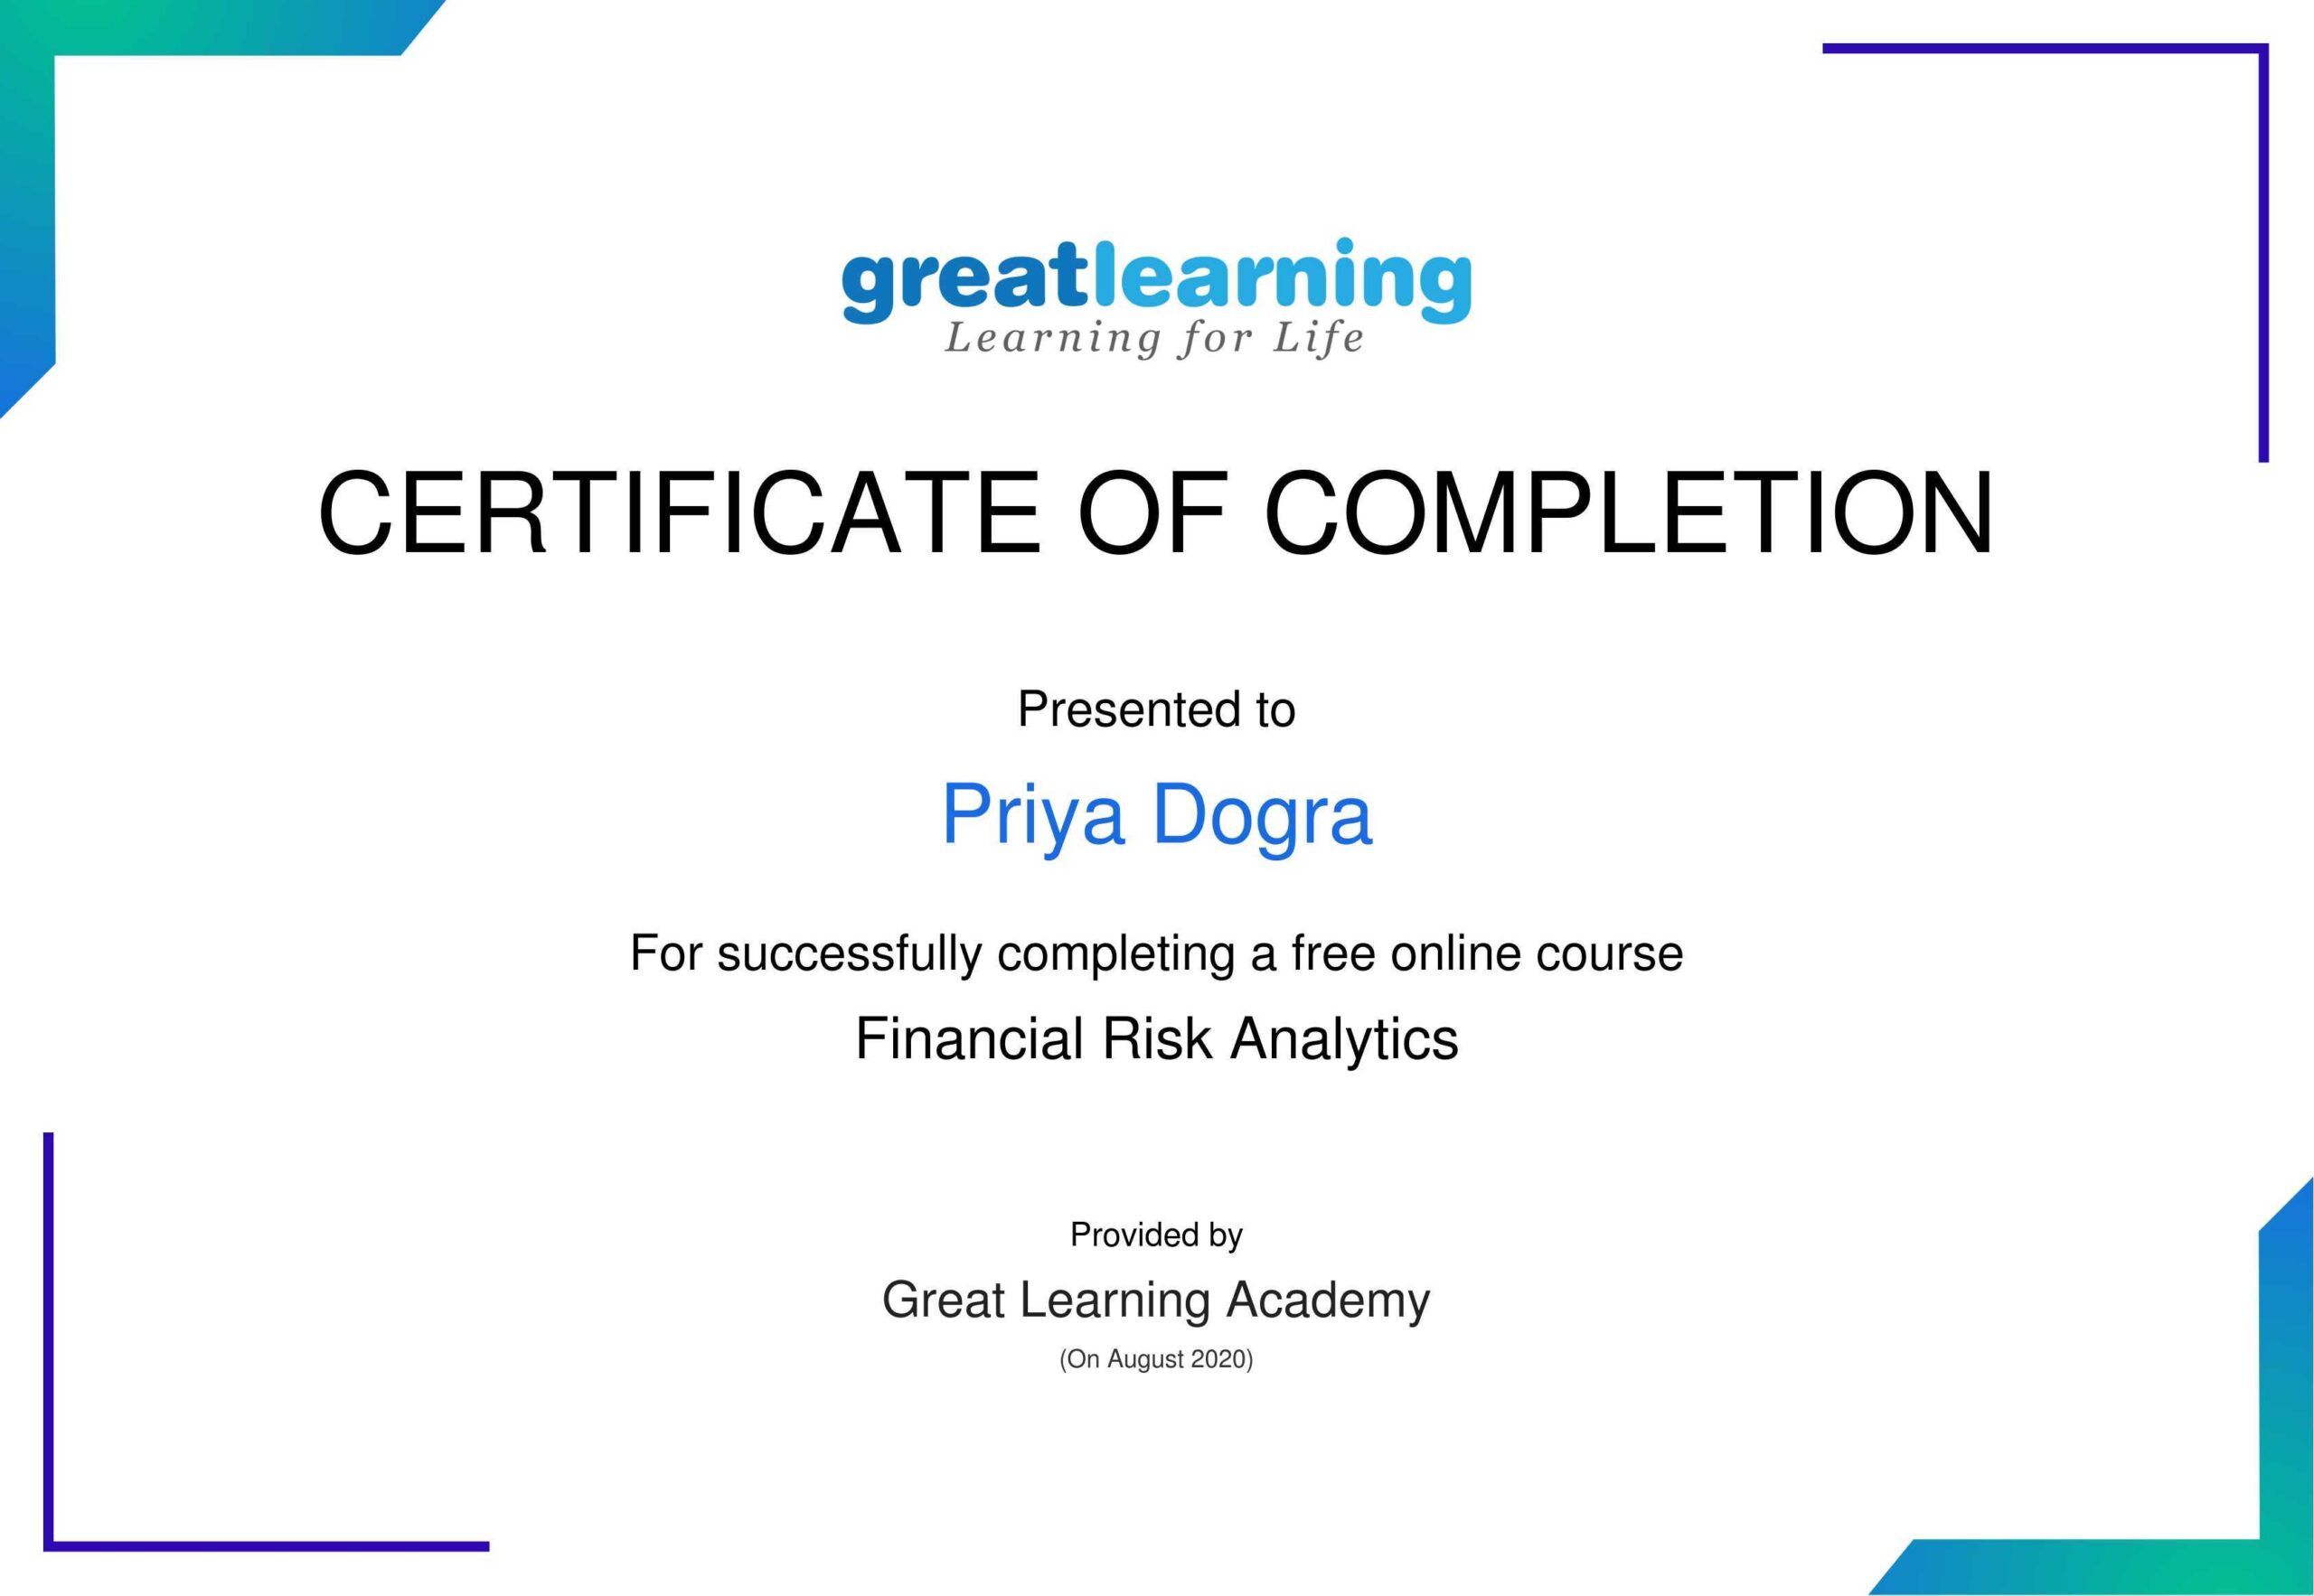 greatlearning
Learning for Life
CERTIFICATE OF COMPLETION
Presented to
Priya Dogra
For successfully completing a free online course
Financial Risk Analytics
Provided by
Great Learning Academy
(On August 2020)